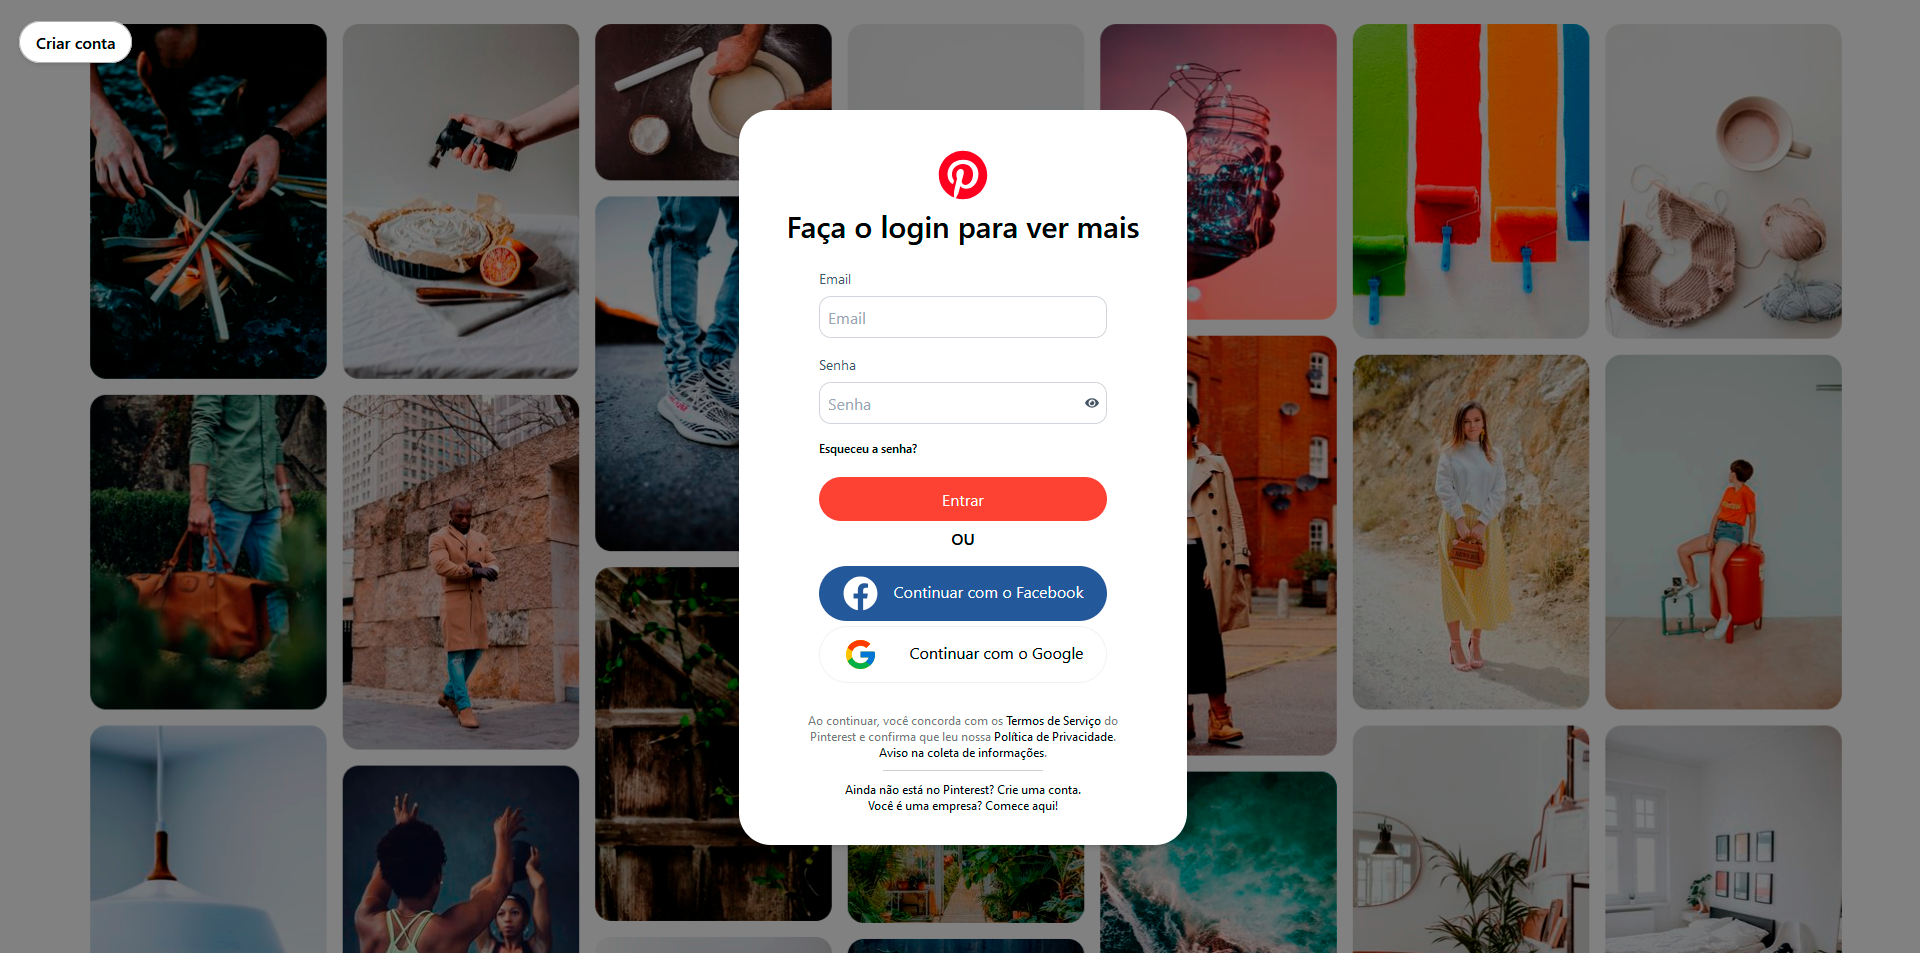 Criar conta
Faça o login para ver mais
Email
Email
Senha
Senha
Esqueceu a senha?
Entrar
OU
Continuar com o Facebook
Continuar com o Google
Ao continuar, você concorda com os Termos de Serviço do
Pinterest e confirma que leu nossa Política de Privacidade.
Aviso na coleta de informações.
Ainda não está no Pinterest? Crie uma conta.
Você é uma empresa? Comece aqui!